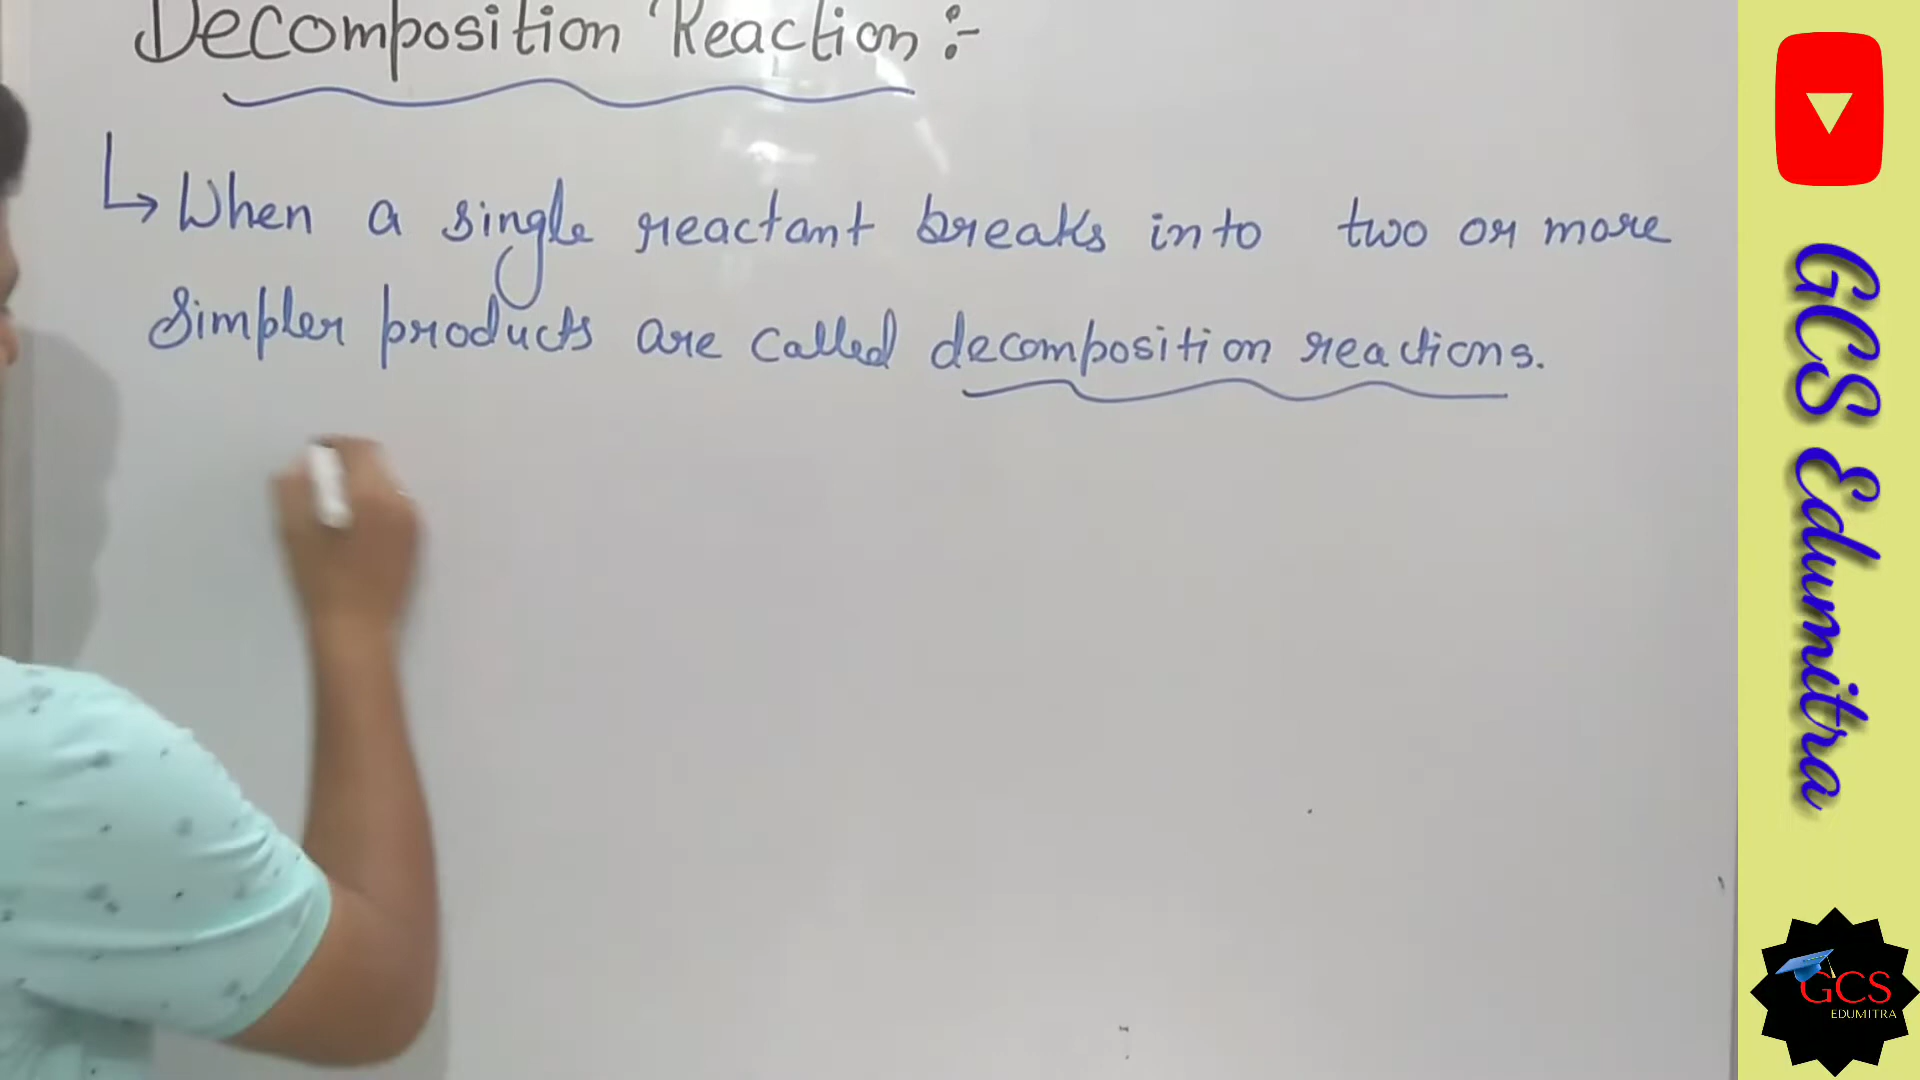 Decomposition Reaction :-
↳ When a single reactant breaks into two or more
Simpler products are called decomposition reactions.
GCS Edumitra
GCS
EDUMITRA